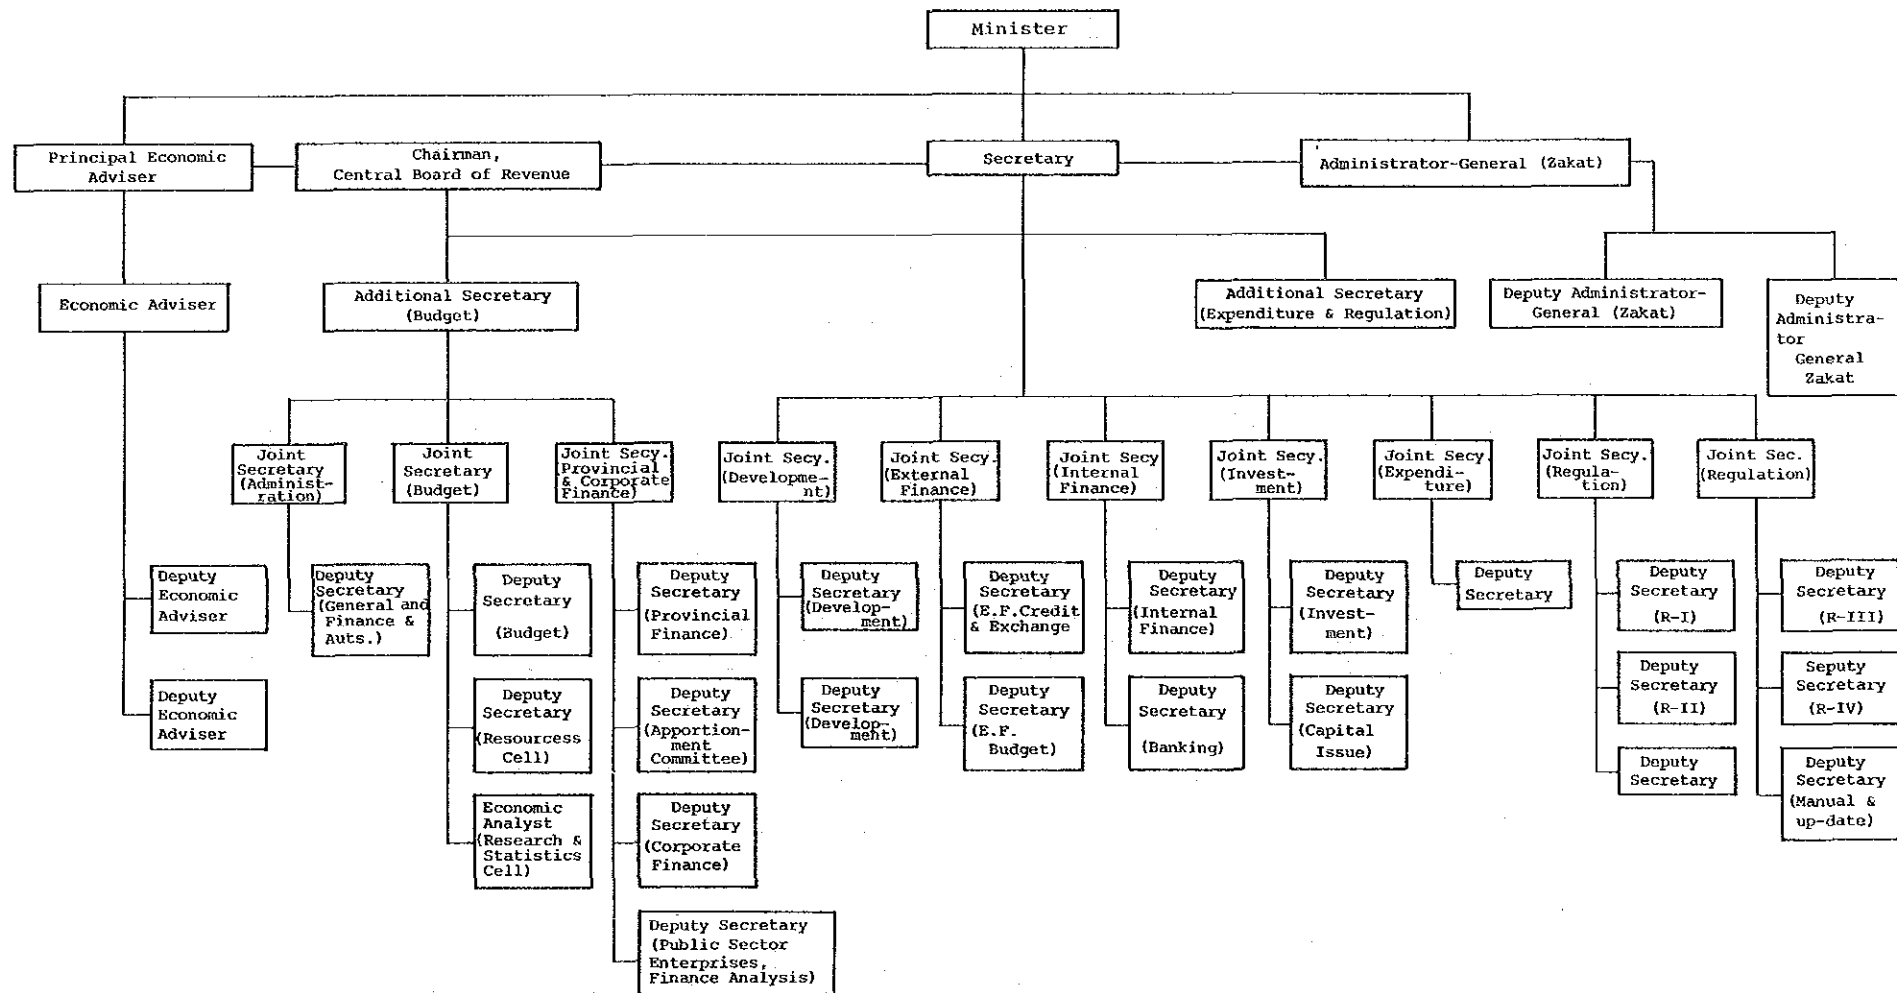 Minister
Principal Economic
Adviser
Chairman,
Central Board of Revenue
Secretary
Administrator-General (Zakat)
Economic Adviser
Additional Secretary
(Budget)
Additional Secretary
(Expenditure & Regulation)
Deputy Administrator-
General (Zakat)
Deputy
Administra-
tor
General
Zakat
Joint
Secretary
(Administ-
ration)
Joint
Secretary
(Budget)
Joint Secy.
Provincial
& Corporate
Finance)
Joint Secy.
(Developme-
nt)
Joint Secy.
(External
Finance)
Joint Secy
(Internal
Finance)
Joint Secy.
(Invest-
ment)
Joint Secy.
(Expendi-
ture)
Joint Secy.
(Regula-
tion)
Joint Sec.
(Regulation)
Deputy
Economic
Adviser
Deputy
Secretary
(General and
Finance &
Auts.)
Deputy
Secretary
(Budget)
Deputy
Secretary
(Provincial
Finance)
Deputy
Secretary
(Develop-
ment)
Deputy
Secretary
(E.F.Credit
& Exchange
Deputy
Secretary
(Internal
Finance)
Deputy
Secretary
(Invest-
ment)
Deputy
Secretary
Deputy
Secretary
(R-I)
Deputy
Secretary
(R-III)
Deputy
Economic
Adviser
Deputy
Secretary
(Resourcess
Cell)
Deputy
Secretary
(Apportion-
ment
Committee)
Deputy
Secretary
(Develop-
ment)
Deputy
Secretary
(E.F.
Budget)
Deputy
Secretary
(Banking)
Deputy
Secretary
(Capital
Issue)
Deputy
Secretary
(R-II)
Seputy
Secretary
(R-IV)
Economic
Analyst
(Research &
Statistics
Cell)
Deputy
Secretary
(Corporate
Finance)
Deputy
Secretary
Deputy
Secretary
(Manual &
up-date)
Deputy Secretary
(Public Sector
Enterprises,
Finance Analysis)